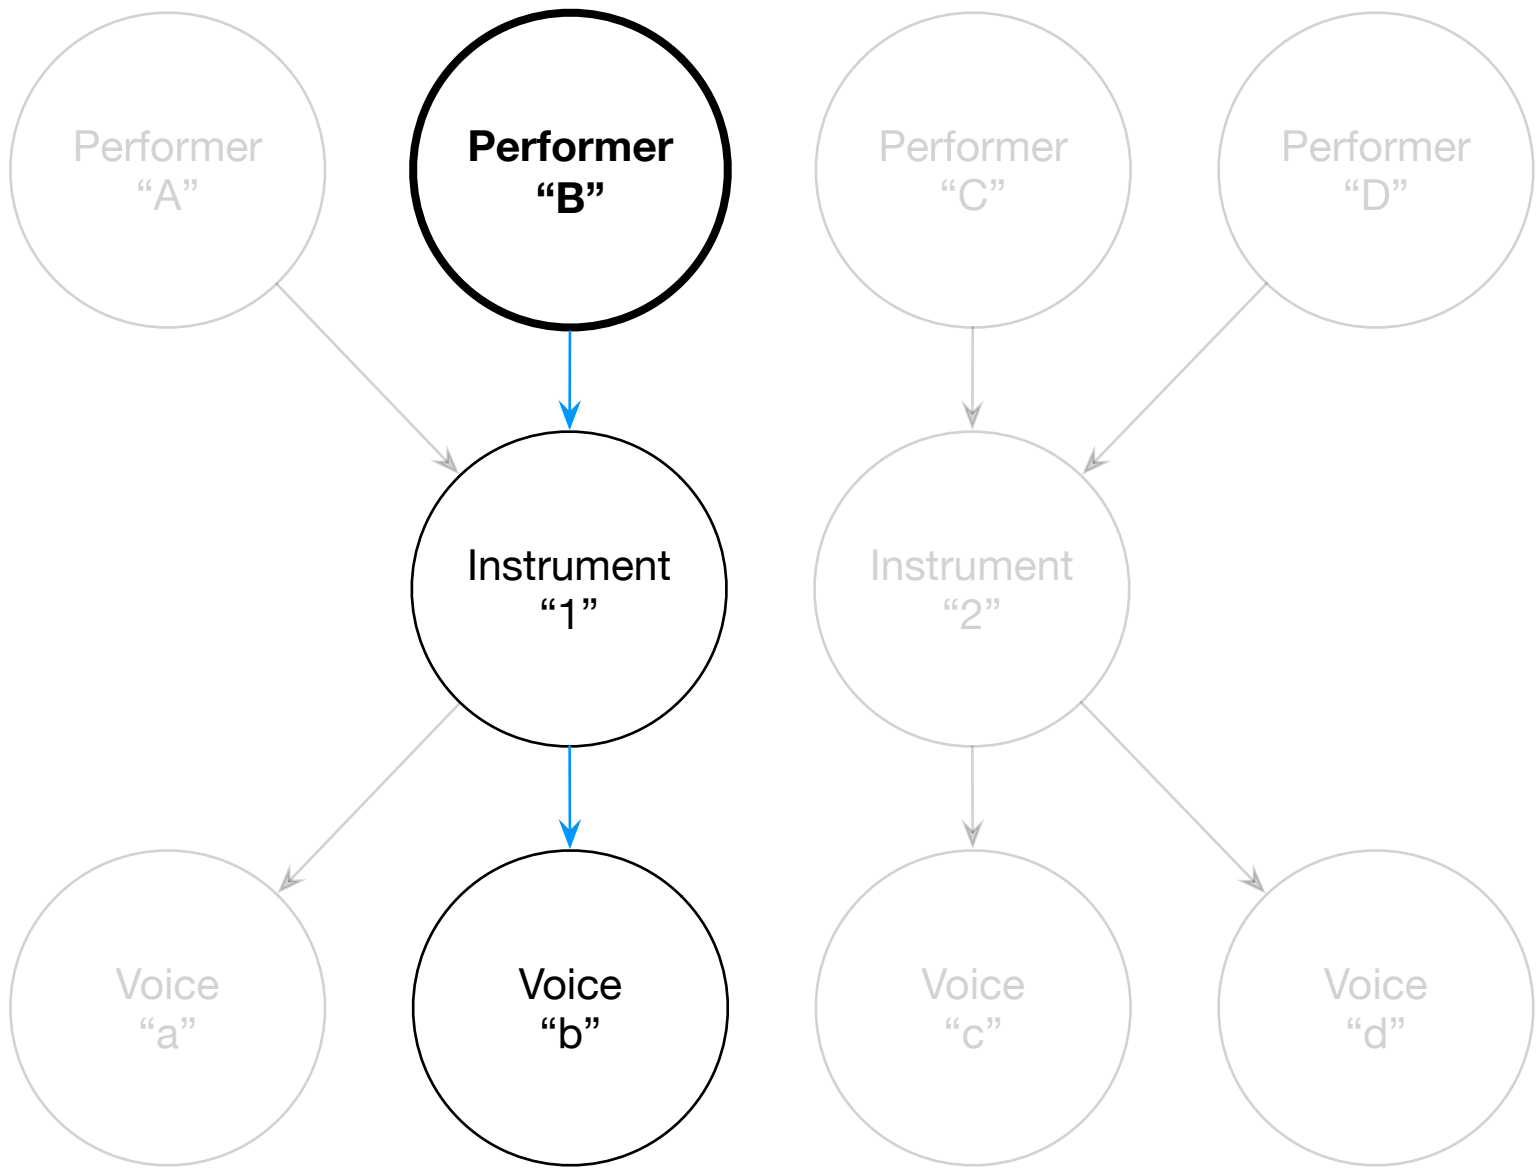 Performer
“A”
Performer
“B”
Performer
“C”
Performer
“D”
Instrument
“1”
Instrument
“2”
Voice
“a”
Voice
“b”
Voice
“c”
Voice
“d”